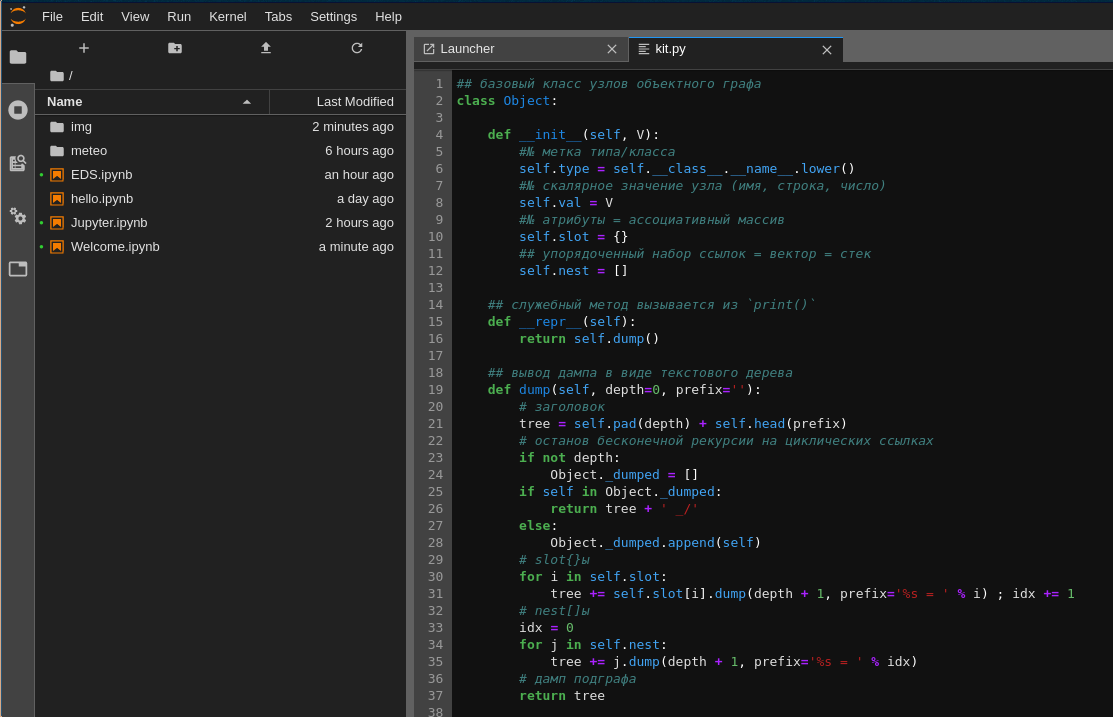 File Edit View Run Kernel Tabs Settings Help
/
Name Last Modified
img 2 minutes ago
meteo 6 hours ago
EDS.ipynb an hour ago
hello.ipynb a day ago
Jupyter.ipynb 2 hours ago
Welcome.ipynb a minute ago
Launcher
kit.py
1 ## базовый класс узлов объектного графа
2 class Object:
3
4     def __init__(self, V):
5         ##№ метка типа/класса
6         self.type = self.__class__.__name__.lower()
7         ##№ скалярное значение узла (имя, строка, число)
8         self.val = V
9         ##№ атрибуты = ассоциативный массив
10         self.slot = {}
11         ## упорядоченный набор ссылок = вектор = стек
12         self.nest = []
13
14     ## служебный метод вызывается из `print()`
15     def __repr__(self):
16         return self.dump()
17
18     ## вывод дампа в виде текстового дерева
19     def dump(self, depth=0, prefix=''):
20         # заголовок
21         tree = self.pad(depth) + self.head(prefix)
22         # останов бесконечной рекурсии на циклических ссылках
23         if not depth:
24             Object._dumped = []
25         if self in Object._dumped:
26             return tree + ' _/'
27         else:
28             Object._dumped.append(self)
29         # slot{}ы
30         for i in self.slot:
31             tree += self.slot[i].dump(depth + 1, prefix='%s = ' % i) ; idx += 1
32         # nest[]ы
33         idx = 0
34         for j in self.nest:
35             tree += j.dump(depth + 1, prefix='%s = ' % idx)
36         # дамп подграфа
37         return tree
38